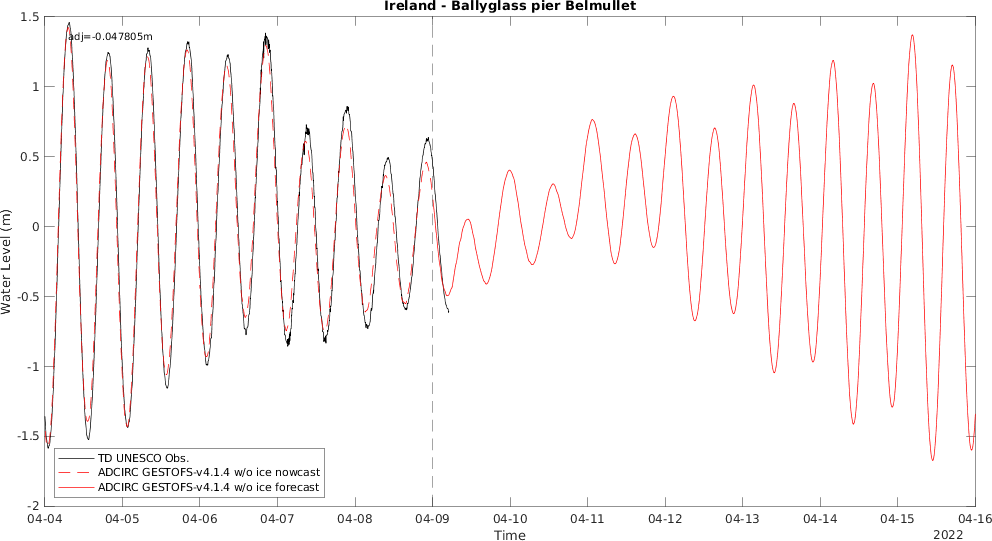 Ireland - Ballyglass pier Belmullet
adj=-0.047805m
1.5
1
0.5
0
-0.5
-1
-1.5
-2
Water Level (m)
TD UNESCO Obs.
ADCIRC GESTOFS-v4.1.4 w/o ice nowcast
ADCIRC GESTOFS-v4.1.4 w/o ice forecast
04-04 04-05 04-06 04-07 04-08 04-09 04-10 04-11 04-12 04-13 04-14 04-15 04-16
Time
2022